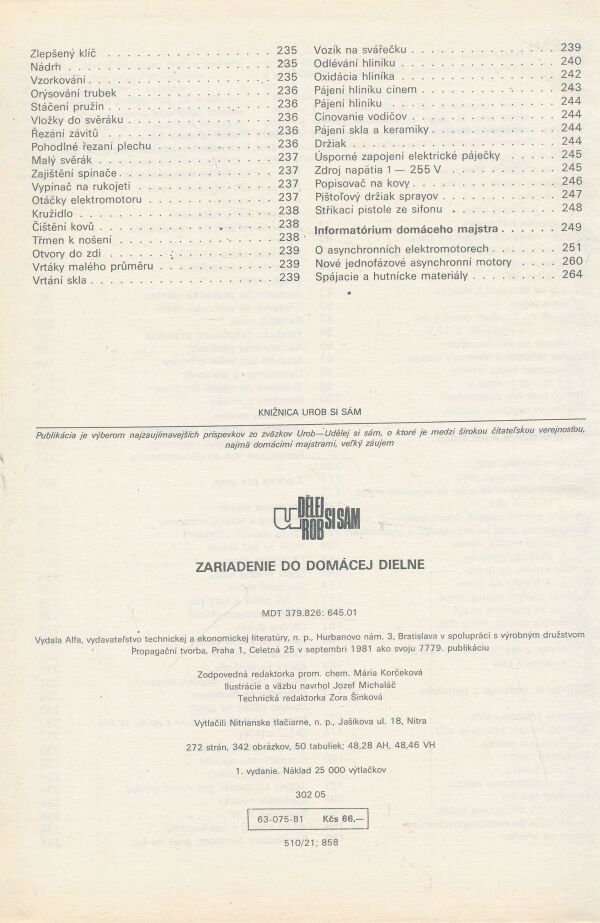 Zlepšený klíč . . . . . . . . . . . . . . . 235
Nádrh . . . . . . . . . . . . . . . . . . . 235
Vzorkování . . . . . . . . . . . . . . . . 235
Orýsování trubek . . . . . . . . . . . . . 236
Stáčení pružin . . . . . . . . . . . . . . 236
Vložky do svěráku . . . . . . . . . . . . 236
Řezání závitů . . . . . . . . . . . . . . 236
Pohodlné řezaní plechu . . . . . . . . . . 236
Malý svěrák . . . . . . . . . . . . . . . 237
Zajištění spínače . . . . . . . . . . . . 237
Vypínač na rukojeti . . . . . . . . . . . 237
Otáčky elektromotoru . . . . . . . . . . . 237
Kružidlo . . . . . . . . . . . . . . . . . 238
Čištění kovů . . . . . . . . . . . . . . . 238
Třmen k nošení . . . . . . . . . . . . . . 238
Otvory do zdi . . . . . . . . . . . . . . 239
Vrtáky malého průměru . . . . . . . . . . 239
Vrtání skla . . . . . . . . . . . . . . . 239
Vozík na svářečku . . . . . . . . . . . . 239
Odlévání hliníku . . . . . . . . . . . . . 240
Oxidácia hliníka . . . . . . . . . . . . . 242
Pájení hliníku cínem . . . . . . . . . . . 243
Pájení hliníku . . . . . . . . . . . . . . 244
Cínovanie vodičov . . . . . . . . . . . . 244
Pájení skla a keramiky . . . . . . . . . . 244
Držiak . . . . . . . . . . . . . . . . . . 244
Úsporné zapojení elektrické páječky . . . . 245
Zdroj napätia 1 — 255 V . . . . . . . . . 245
Popisovač na kovy . . . . . . . . . . . . 246
Pištoľový držiak sprayov . . . . . . . . . 247
Stříkací pistole ze sifonu . . . . . . . . 248
Informatórium domáceho majstra . . . . . . 249
O asynchronních elektromotorech . . . . . . 251
Nové jednofázové asynchronní motory . . . . 260
Spájacie a hutnícke materiály . . . . . . . 264
KNIŽNICA UROB SI SÁM
Publikácia je výberom najzaujímavejších príspevkov zo zväzkov Urob—Udělej si sám, o ktoré je medzi širokou čitateľskou verejnosťou,
najmä domácimi majstrami, veľký záujem
UDĚLEJ
UROB SI SÁM
ZARIADENIE DO DOMÁCEJ DIELNE
MDT 379.826: 645.01
Vydala Alfa, vydavateľstvo technickej a ekonomickej literatúry, n. p., Hurbanovo nám. 3, Bratislava v spolupráci s výrobným družstvom
Propagační tvorba, Praha 1, Celetná 25 v septembri 1981 ako svoju 7779. publikáciu
Zodpovedná redaktorka prom. chem. Mária Korčeková
Ilustrácie a väzbu navrhol Jozef Michaláč
Technická redaktorka Zora Šinková
Vytlačili Nitrianske tlačiarne, n. p., Jašíkova ul. 18, Nitra
272 strán, 342 obrázkov, 50 tabuliek; 48,28 AH, 48,46 VH
1. vydanie. Náklad 25 000 výtlačkov
302 05
63-075-81 Kčs 66,—
510/21; 858